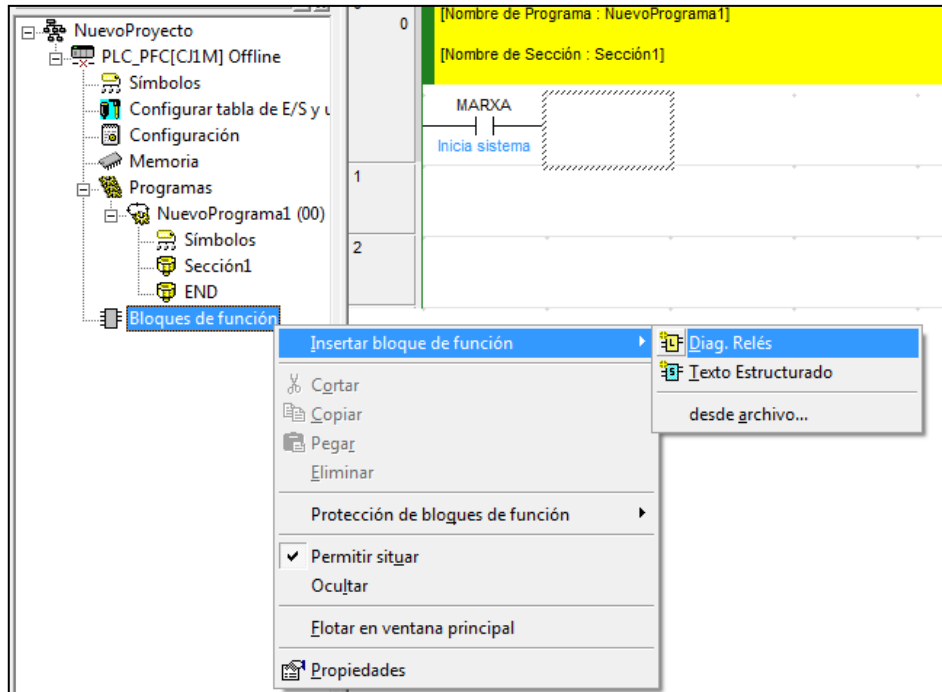 NuevoProyecto
PLC_PFC[CJ1M] Offline
Símbolos
Configurar tabla de E/S y u
Configuración
Memoria
Programas
NuevoPrograma1 (00)
Símbolos
Sección1
END
Bloques de función
0
[Nombre de Programa : NuevoPrograma1]
[Nombre de Sección : Sección1]
MARXA
Inicia sistema
1
2
Insertar bloque de función
Cortar
Copiar
Pegar
Eliminar
Protección de bloques de función
Permitir situar
Ocultar
Flotar en ventana principal
Propiedades
Diag. Relés
Texto Estructurado
desde archivo...